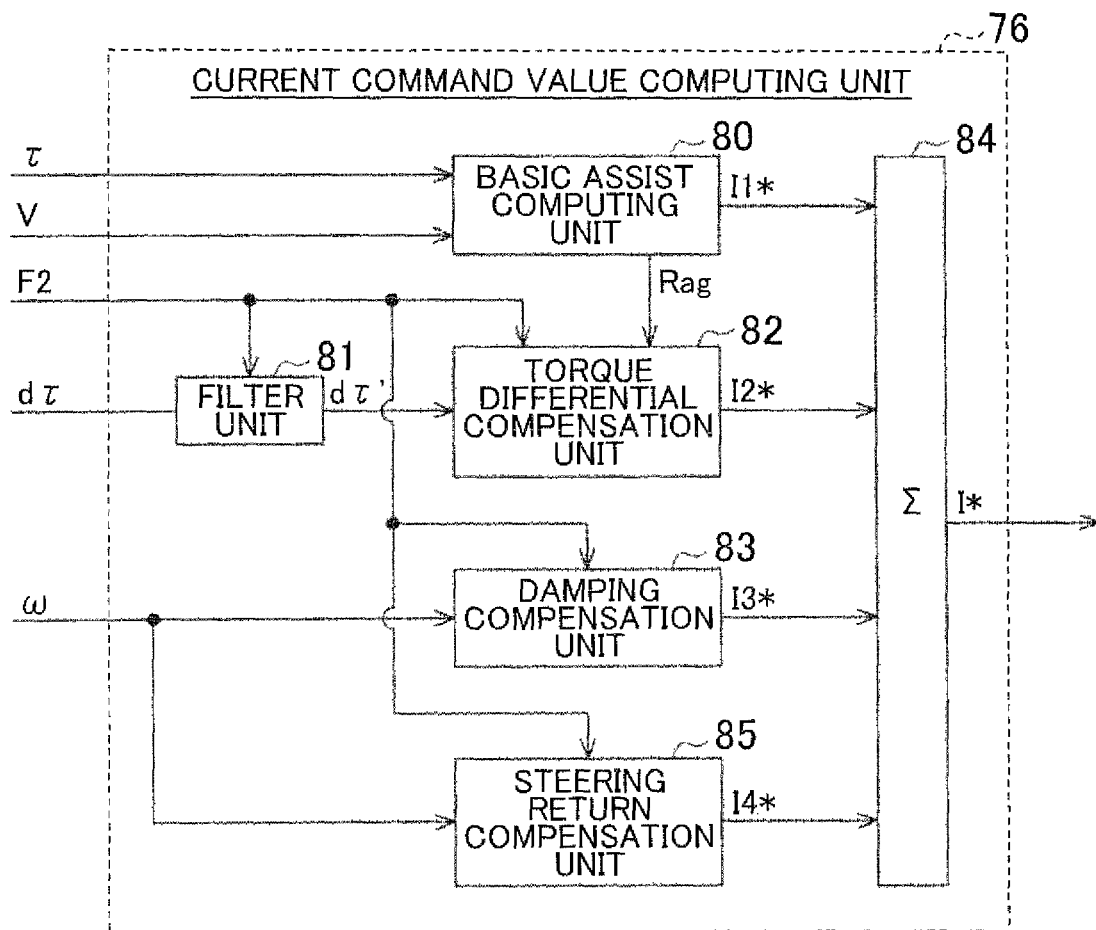 76
CURRENT COMMAND VALUE COMPUTING UNIT
80
84
τ
BASIC ASSIST
COMPUTING
UNIT
I1*
V
F2
Rag
82
81
dτ
FILTER
UNIT
dτ'
TORQUE
DIFFERENTIAL
COMPENSATION
UNIT
I2*
Σ
I*
83
ω
DAMPING
COMPENSATION
UNIT
I3*
85
STEERING
RETURN
COMPENSATION
UNIT
I4*